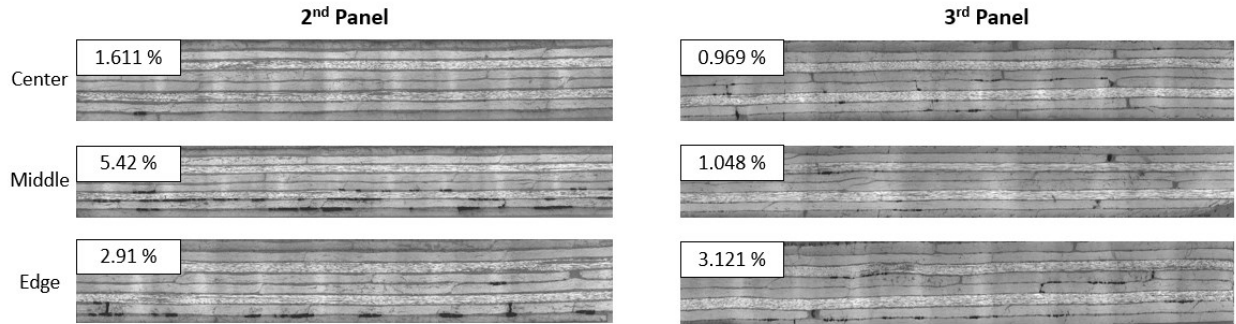 2nd Panel
3rd Panel
Center
1.611 %
0.969 %
Middle
5.42 %
1.048 %
Edge
2.91 %
3.121 %